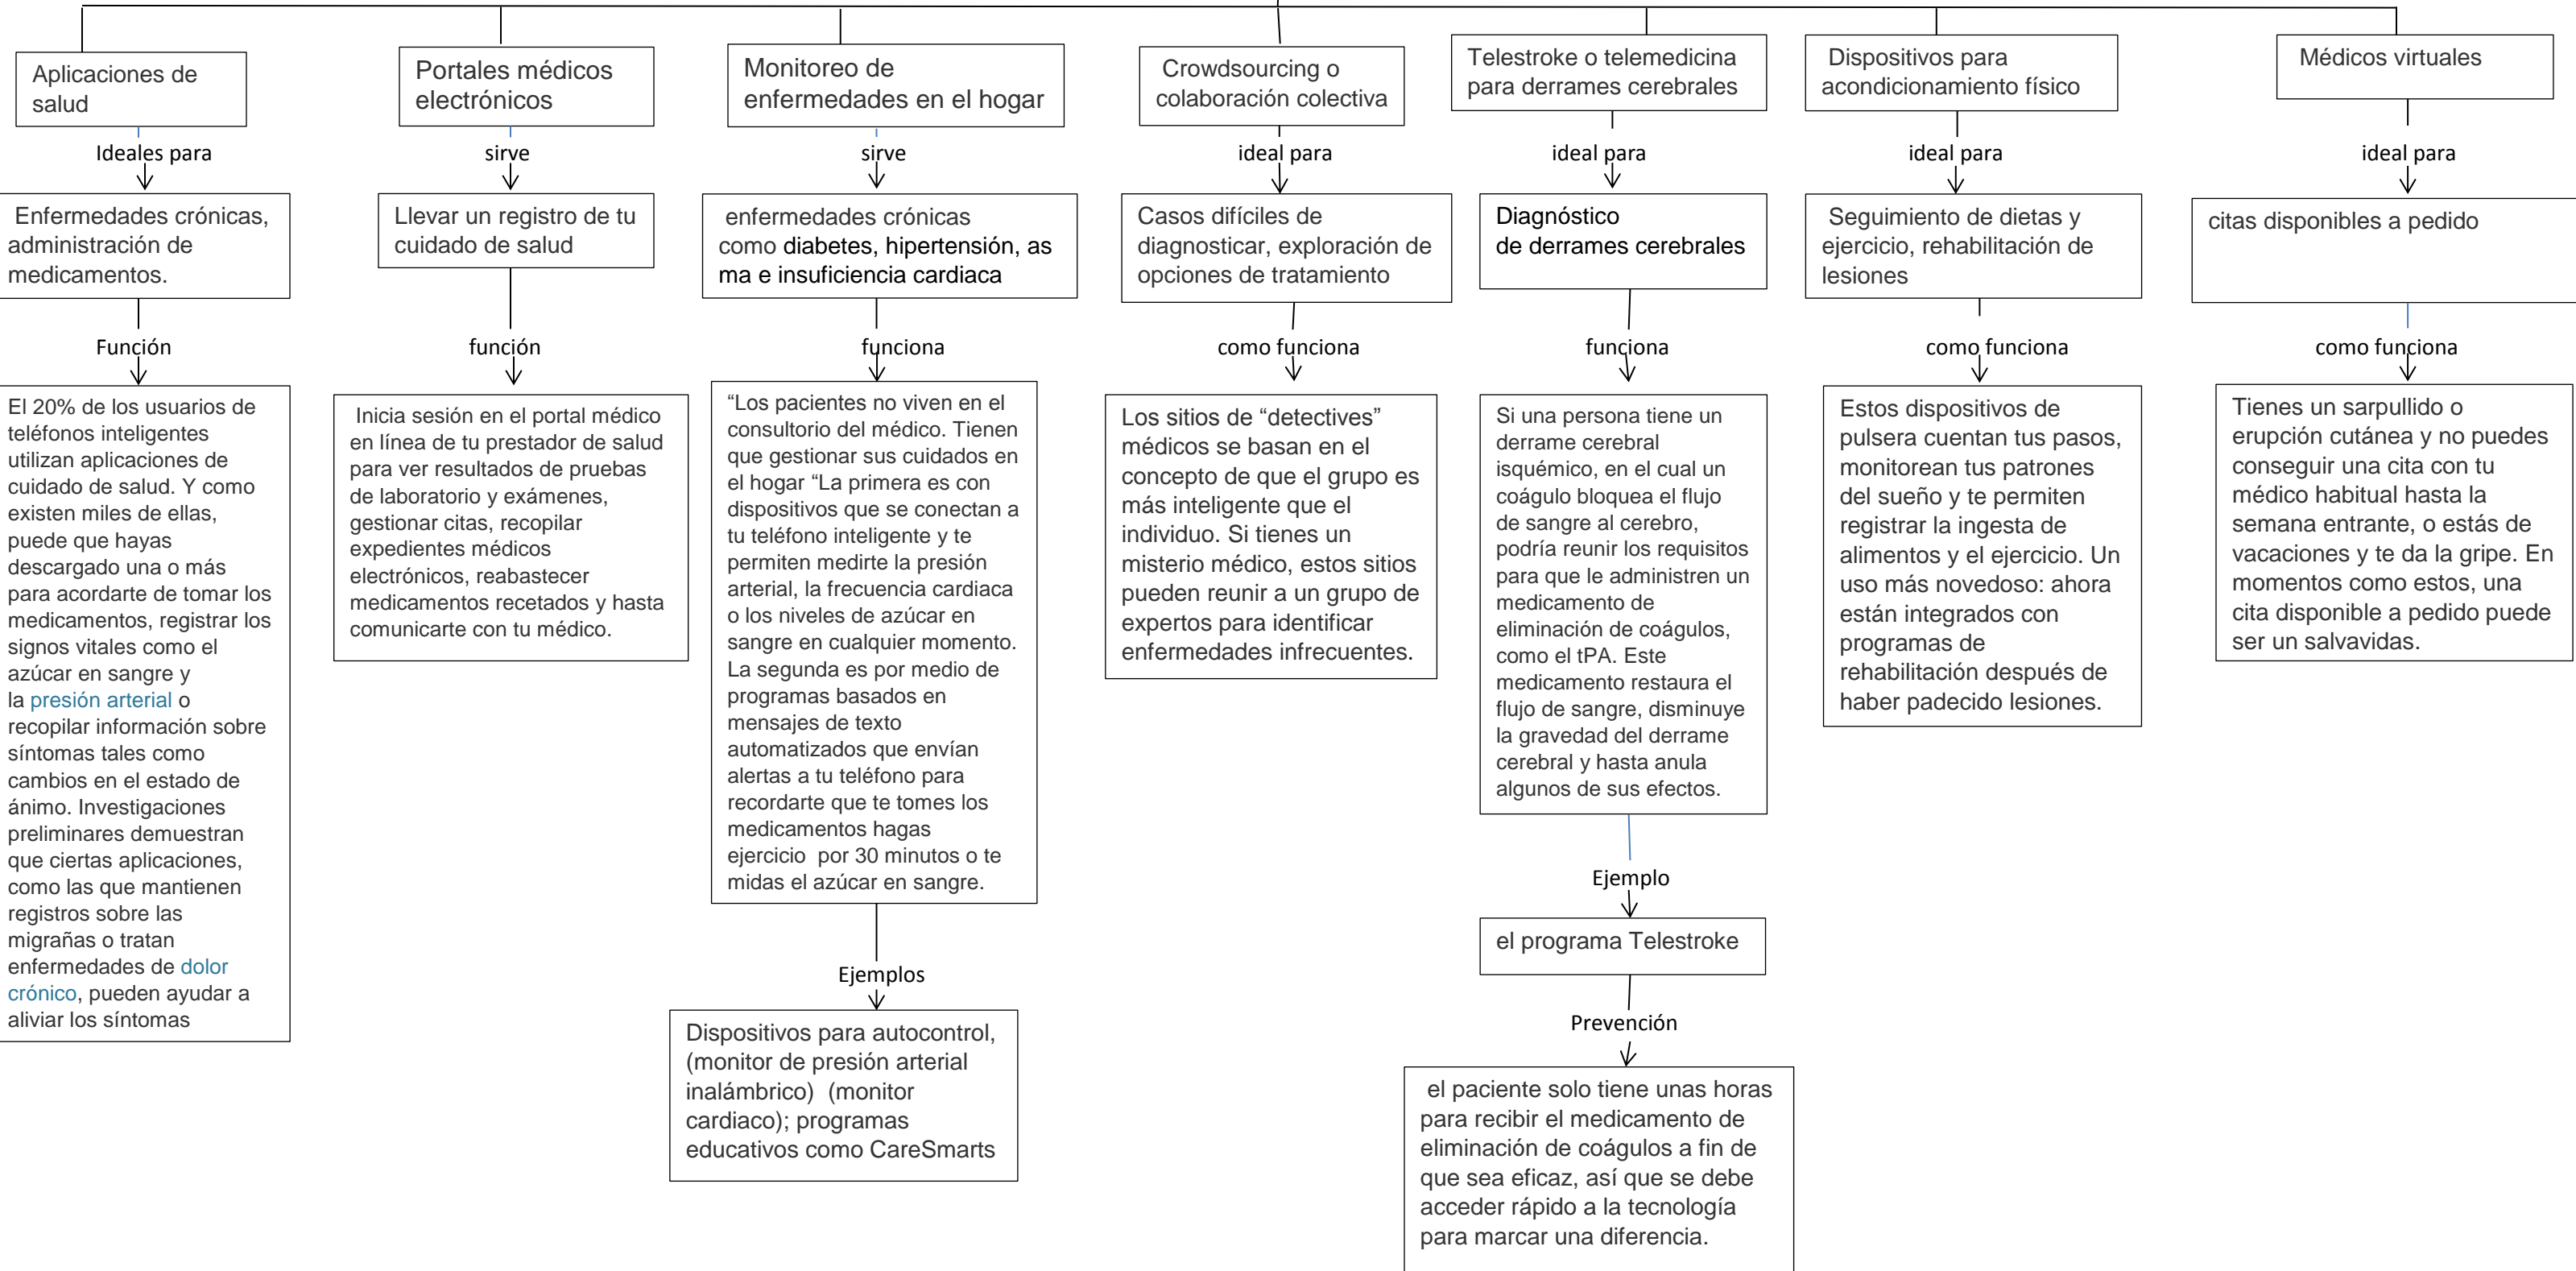 Aplicaciones de
salud
Ideales para
Enfermedades crónicas,
administración de
medicamentos.
Función
El 20% de los usuarios de
teléfonos inteligentes
utilizan aplicaciones de
cuidado de salud. Y como
existen miles de ellas,
puede que hayas
descargado una o más
para acordarte de tomar los
medicamentos, registrar los
signos vitales como el
azúcar en sangre y
la presión arterial o
recopilar información sobre
síntomas tales como
cambios en el estado de
ánimo. Investigaciones
preliminares demuestran
que ciertas aplicaciones,
como las que mantienen
registros sobre las
migrañas o tratan
enfermedades de dolor
crónico, pueden ayudar a
aliviar los síntomas
Portales médicos
electrónicos
sirve
Llevar un registro de tu
cuidado de salud
función
Inicia sesión en el portal médico
en línea de tu prestador de salud
para ver resultados de pruebas
de laboratorio y exámenes,
gestionar citas, recopilar
expedientes médicos
electrónicos, reabastecer
medicamentos recetados y hasta
comunicarte con tu médico.
Monitoreo de
enfermedades en el hogar
sirve
enfermedades crónicas
como diabetes, hipertensión, as
ma e insuficiencia cardiaca
funciona
“Los pacientes no viven en el
consultorio del médico. Tienen
que gestionar sus cuidados en
el hogar “La primera es con
dispositivos que se conectan a
tu teléfono inteligente y te
permiten medirte la presión
arterial, la frecuencia cardiaca
o los niveles de azúcar en
sangre en cualquier momento.
La segunda es por medio de
programas basados en
mensajes de texto
automatizados que envían
alertas a tu teléfono para
recordarte que te tomes los
medicamentos hagas
ejercicio  por 30 minutos o te
midas el azúcar en sangre.
Ejemplos
Dispositivos para autocontrol,
(monitor de presión arterial
inalámbrico)  (monitor
cardiaco); programas
educativos como CareSmarts
Crowdsourcing o
colaboración colectiva
ideal para
Casos difíciles de
diagnosticar, exploración de
opciones de tratamiento
como funciona
Los sitios de “detectives”
médicos se basan en el
concepto de que el grupo es
más inteligente que el
individuo. Si tienes un
misterio médico, estos sitios
pueden reunir a un grupo de
expertos para identificar
enfermedades infrecuentes.
Telestroke o telemedicina
para derrames cerebrales
ideal para
Diagnóstico
de derrames cerebrales
funciona
Si una persona tiene un
derrame cerebral
isquémico, en el cual un
coágulo bloquea el flujo
de sangre al cerebro,
podría reunir los requisitos
para que le administren un
medicamento de
eliminación de coágulos,
como el tPA. Este
medicamento restaura el
flujo de sangre, disminuye
la gravedad del derrame
cerebral y hasta anula
algunos de sus efectos.
Ejemplo
el programa Telestroke
Prevención
el paciente solo tiene unas horas
para recibir el medicamento de
eliminación de coágulos a fin de
que sea eficaz, así que se debe
acceder rápido a la tecnología
para marcar una diferencia.
Dispositivos para
acondicionamiento físico
ideal para
Seguimiento de dietas y
ejercicio, rehabilitación de
lesiones
como funciona
Estos dispositivos de
pulsera cuentan tus pasos,
monitorean tus patrones
del sueño y te permiten
registrar la ingesta de
alimentos y el ejercicio. Un
uso más novedoso: ahora
están integrados con
programas de
rehabilitación después de
haber padecido lesiones.
Médicos virtuales
ideal para
citas disponibles a pedido
como funciona
Tienes un sarpullido o
erupción cutánea y no puedes
conseguir una cita con tu
médico habitual hasta la
semana entrante, o estás de
vacaciones y te da la gripe. En
momentos como estos, una
cita disponible a pedido puede
ser un salvavidas.